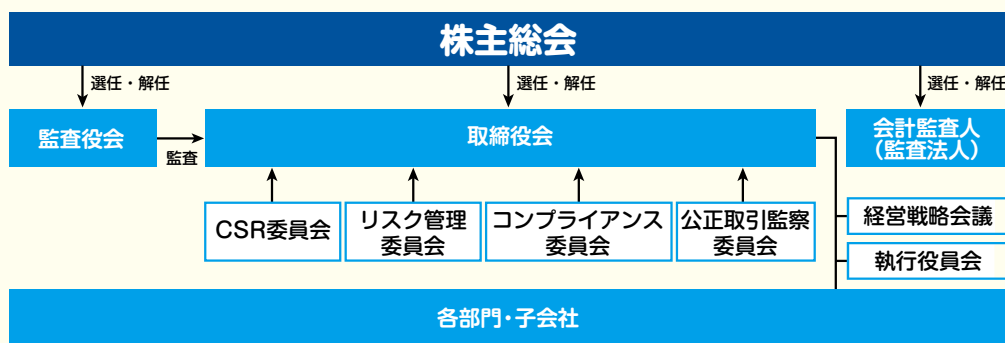 株主総会
選任・解任
選任・解任
選任・解任
監査役会
監査
取締役会
会計監査人
（監査法人）
CSR委員会
リスク管理
委員会
コンプライアンス
委員会
公正取引監察
委員会
経営戦略会議
執行役員会
各部門・子会社